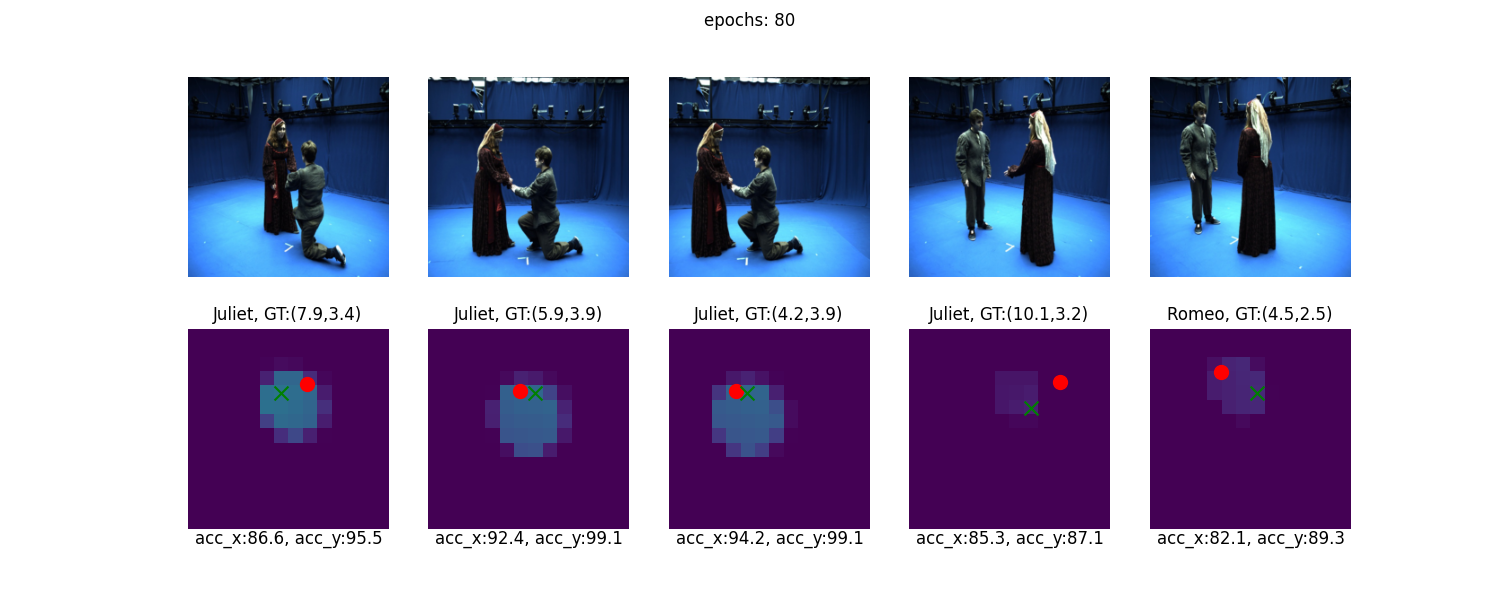 epochs: 80
Juliet, GT:(7.9,3.4)
Juliet, GT:(5.9,3.9)
Juliet, GT:(4.2,3.9)
Juliet, GT:(10.1,3.2)
Romeo, GT:(4.5,2.5)
acc_x:86.6, acc_y:95.5
acc_x:92.4, acc_y:99.1
acc_x:94.2, acc_y:99.1
acc_x:85.3, acc_y:87.1
acc_x:82.1, acc_y:89.3